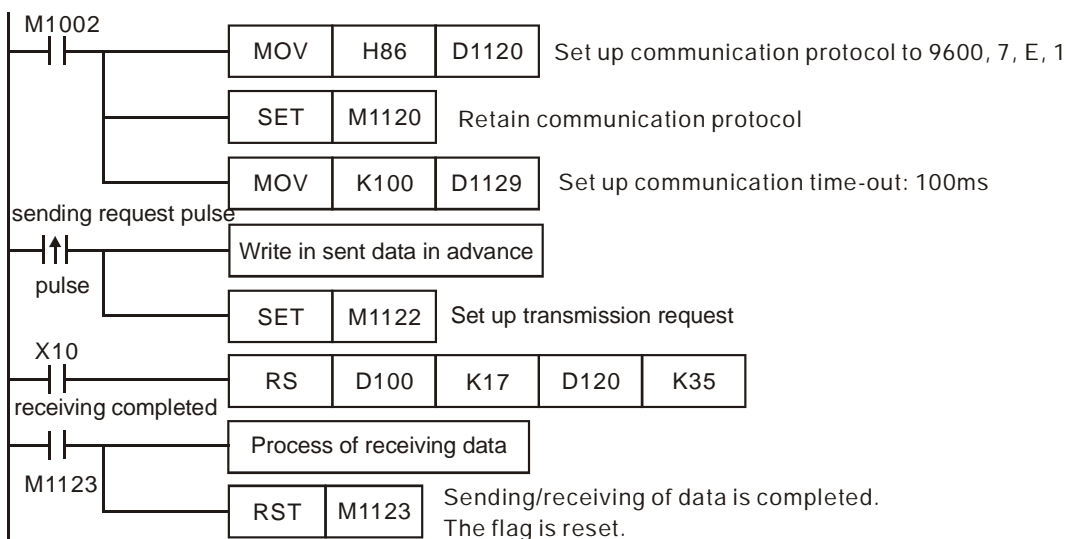 M1002
MOV H86 D1120 Set up communication protocol to 9600, 7, E, 1
SET M1120 Retain communication protocol
MOV K100 D1129 Set up communication time-out: 100ms
sending request pulse
Write in sent data in advance
pulse
SET M1122 Set up transmission request
X10
RS D100 K17 D120 K35
receiving completed
Process of receiving data
M1123
RST M1123 Sending/receiving of data is completed.
The flag is reset.